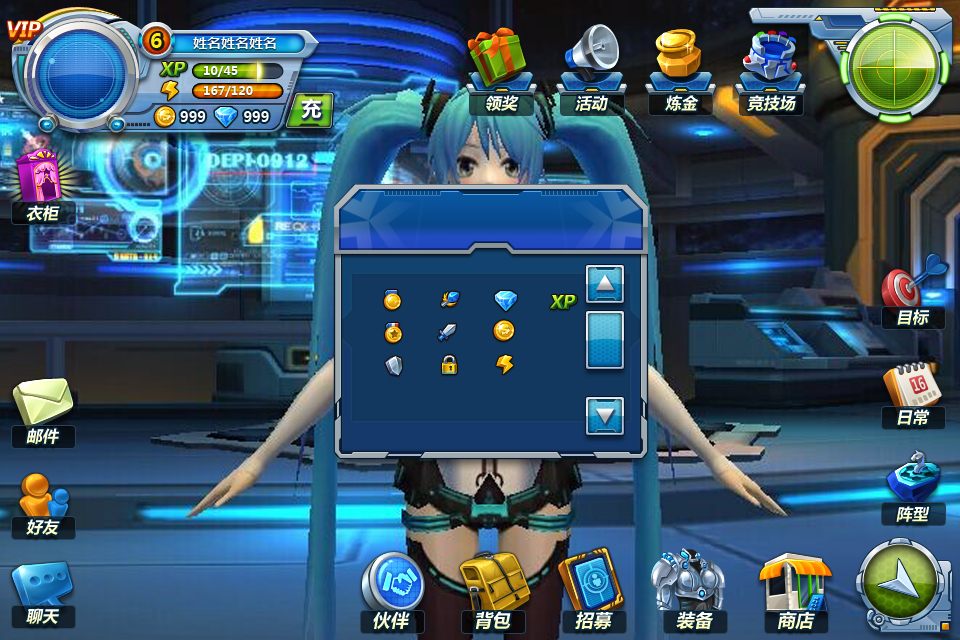 VIP
6
姓名姓名姓名
XP
10/45
167/120
999
999
充
领奖
活动
炼金
竞技场
DEPI-0912
衣柜
XP
目标
16
日常
邮件
阵型
好友
聊天
伙伴
背包
招募
装备
商店